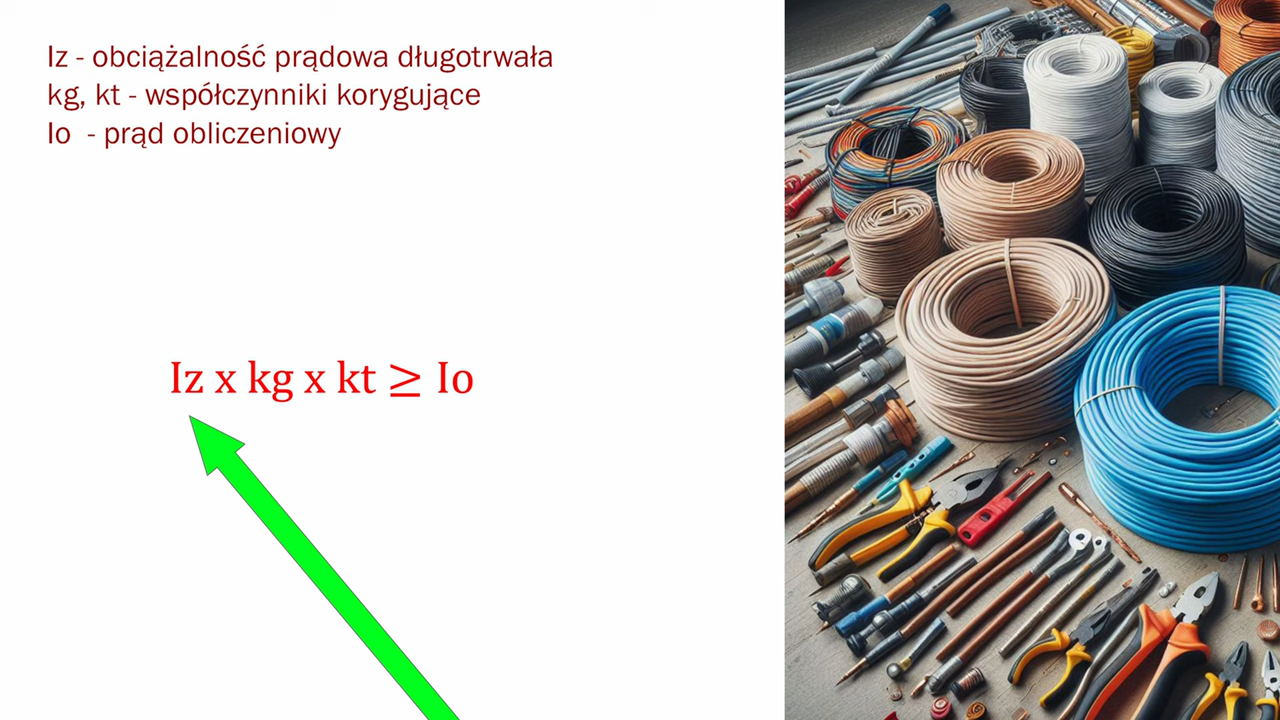 Iz - obciążalność prądowa długotrwała
kg, kt - współczynniki korygujące
Io - prąd obliczeniowy
Iz x kg x kt ≥ Io